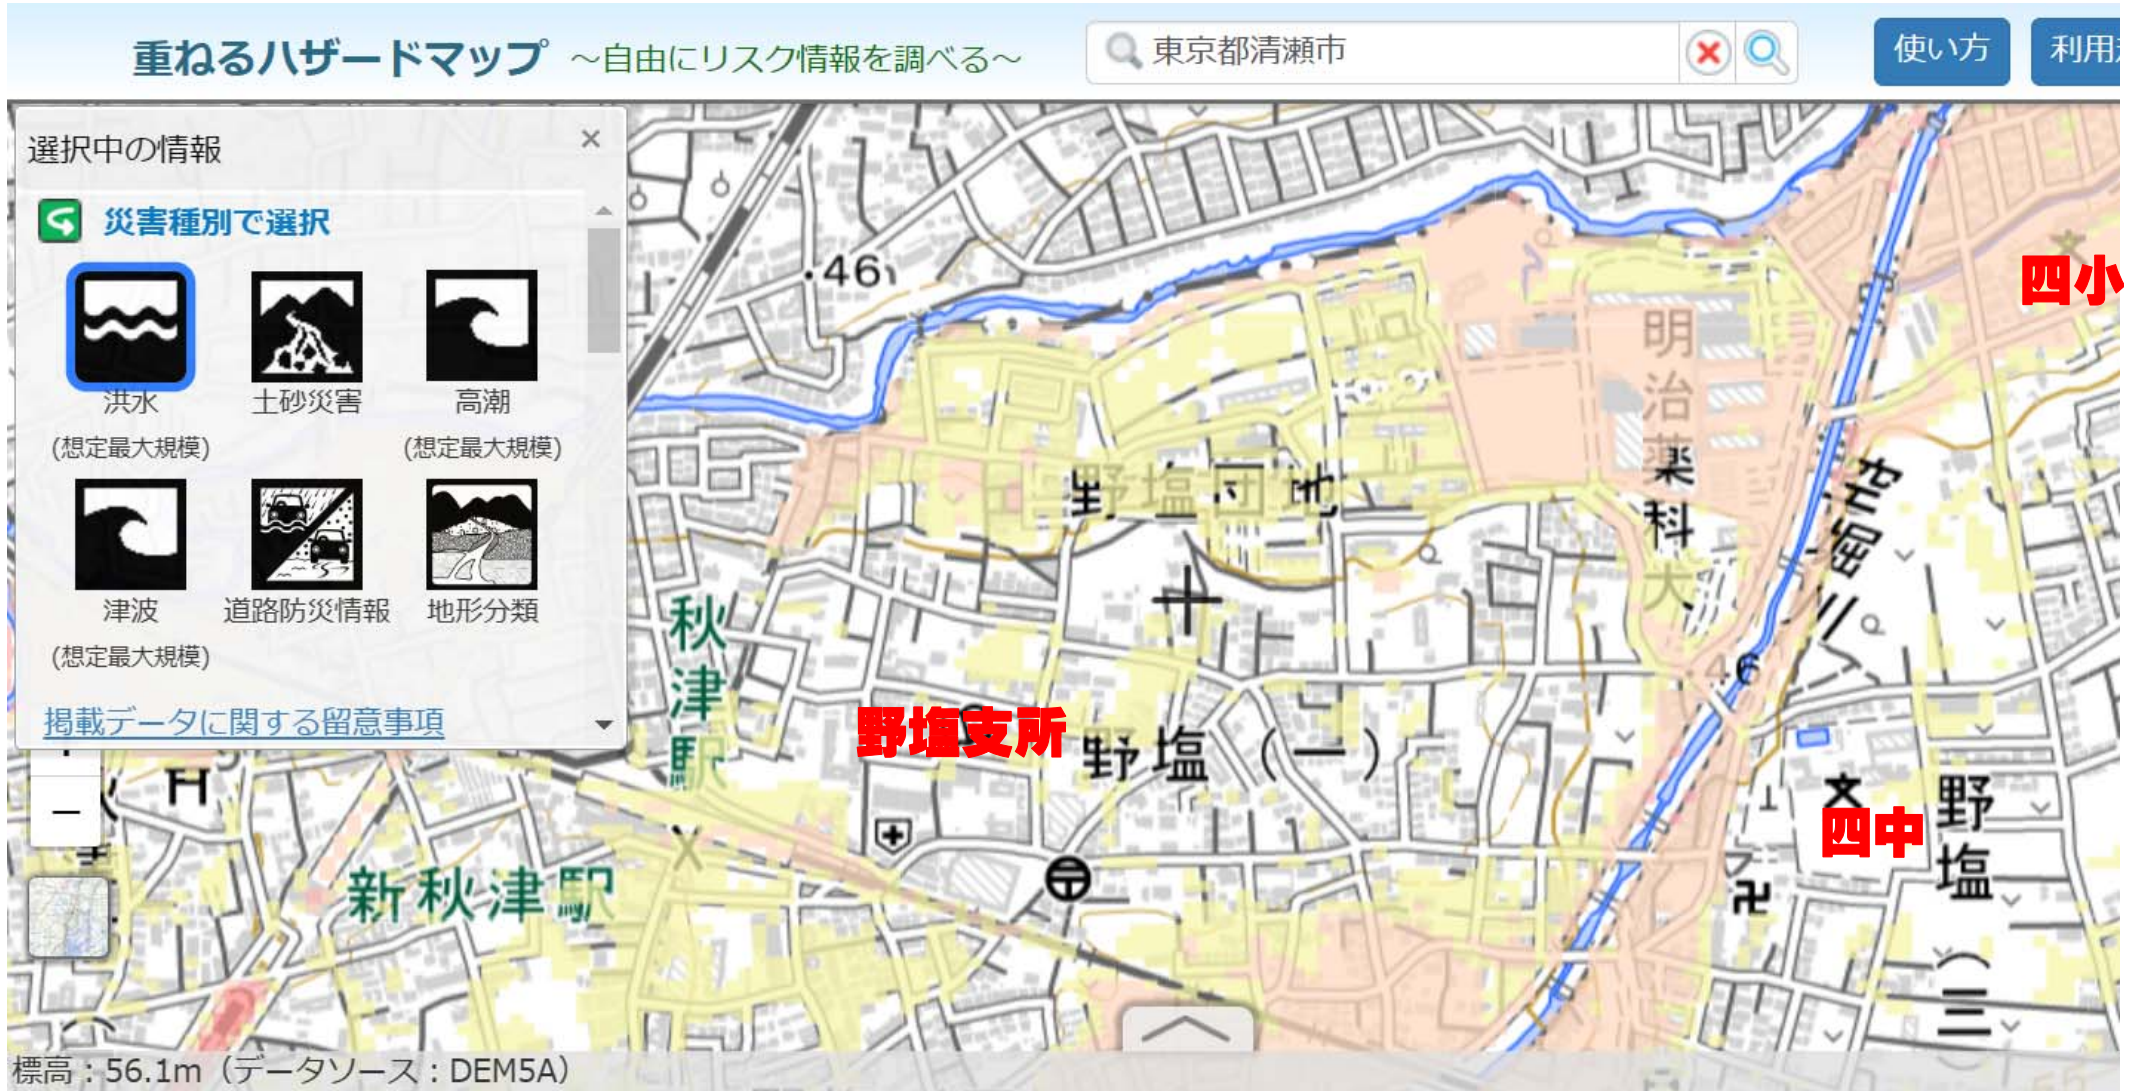 重ねるハザードマップ ～自由にリスク情報を調べる～
東京都清瀬市
使い方
利用
選択中の情報 ×
災害種別で選択
洪水 土砂災害 高潮
(想定最大規模) (想定最大規模)
津波 道路防災情報 地形分類
(想定最大規模)
掲載データに関する留意事項
－
46
四小
明治薬科大
野塩団地
空堀川
秋津駅
46
野塩支所
野塩(一)
四中
野塩(三)
新秋津駅
標高：56.1m（データソース：DEM5A）